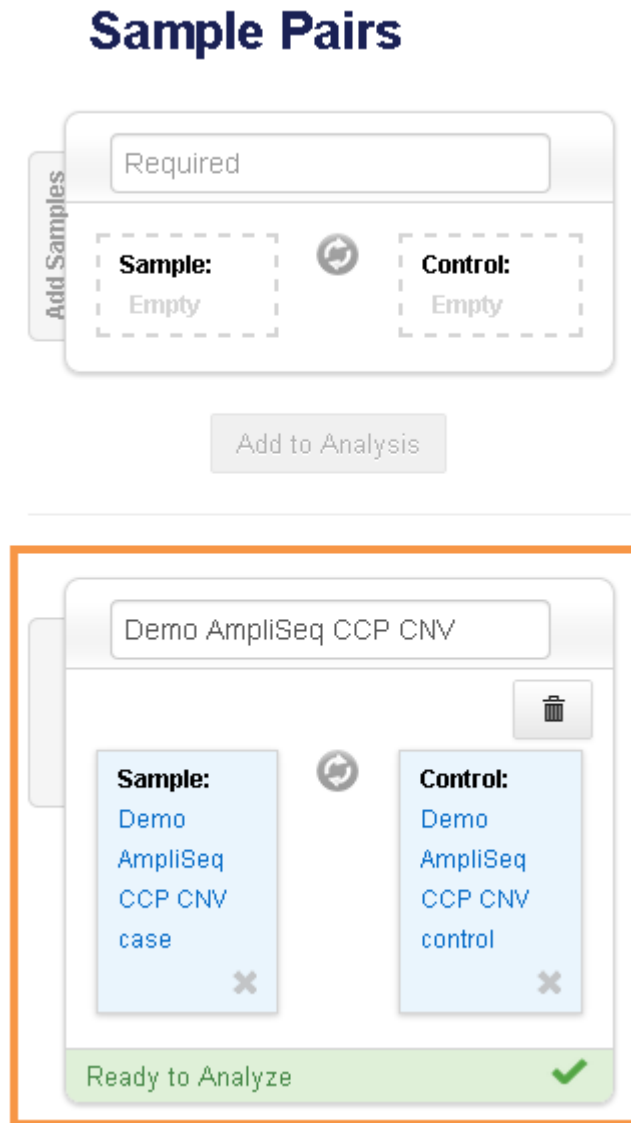 Sample Pairs
Required
Add Samples
Sample:
Empty
Control:
Empty
Add to Analysis
Demo AmpliSeq CCP CNV
Sample:
Demo
AmpliSeq
CCP CNV
case
Control:
Demo
AmpliSeq
CCP CNV
control
Ready to Analyze